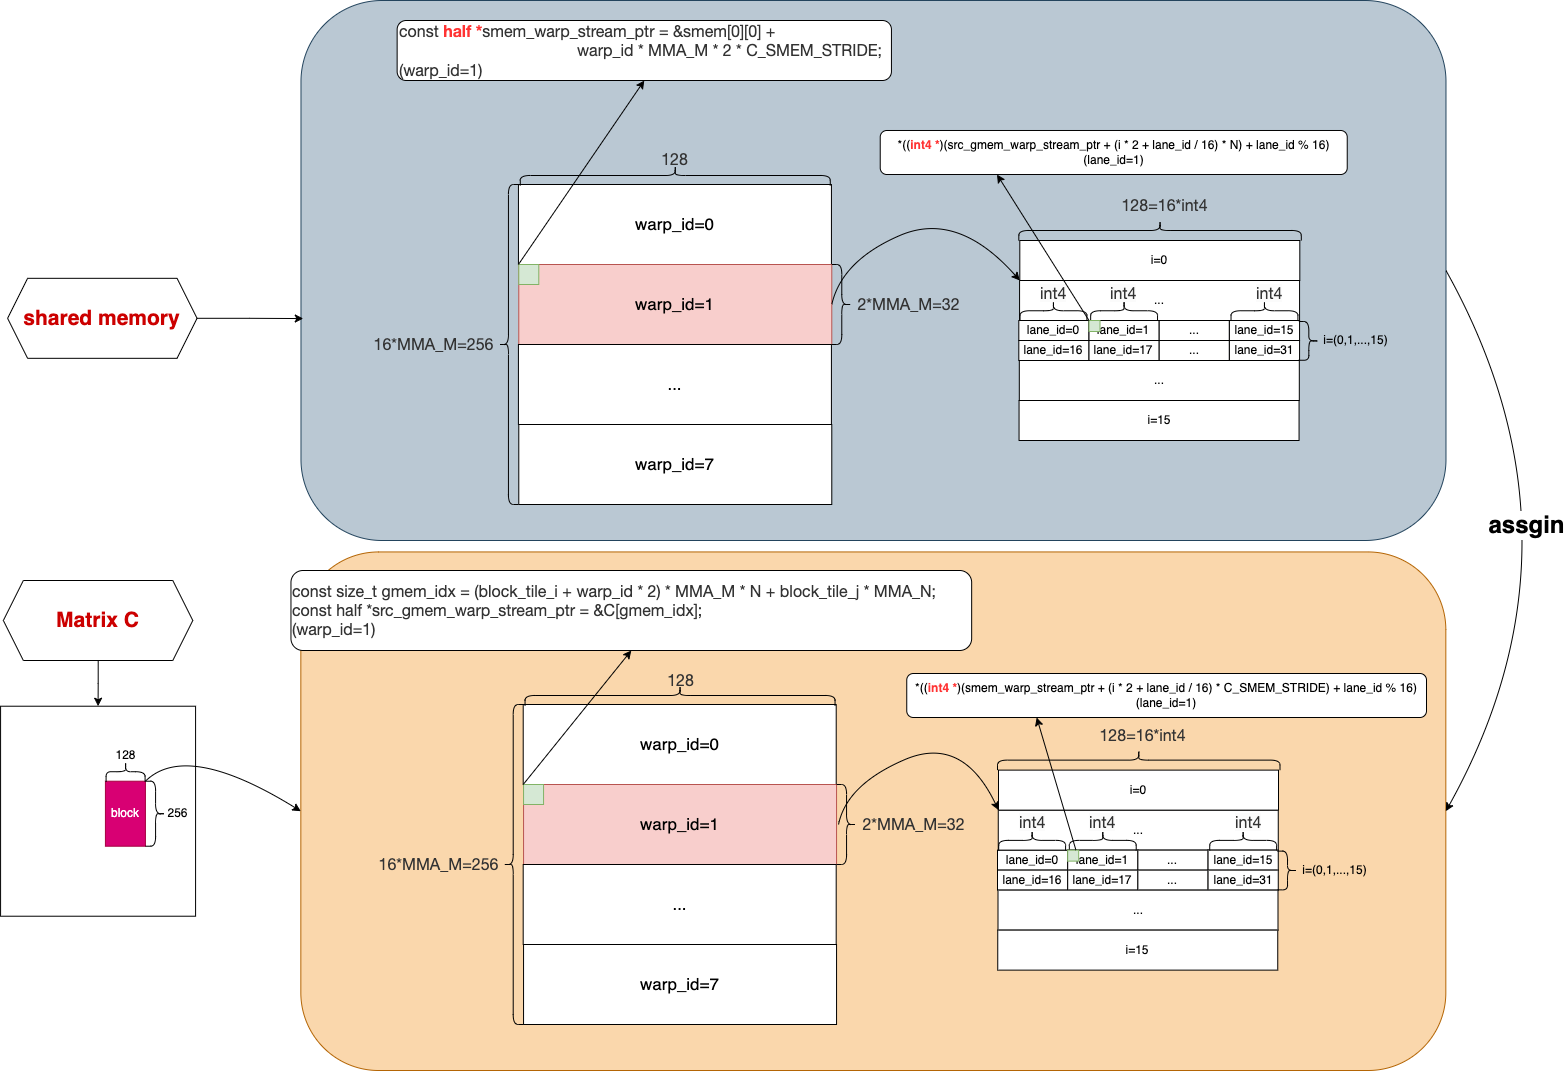 const half *smem_warp_stream_ptr = &smem[0][0] +
warp_id * MMA_M * 2 * C_SMEM_STRIDE;
(warp_id=1)
*((int4 *)(src_gmem_warp_stream_ptr + (i * 2 + lane_id / 16) * N) + lane_id % 16)
(lane_id=1)
128
128=16*int4
warp_id=0
i=0
int4
int4
...
int4
shared memory
warp_id=1
2*MMA_M=32
16*MMA_M=256
lane_id=0
lane_id=1
...
lane_id=15
lane_id=16
lane_id=17
...
lane_id=31
i=(0,1,...,15)
...
...
i=15
warp_id=7
assgin
const size_t gmem_idx = (block_tile_i + warp_id * 2) * MMA_M * N + block_tile_j * MMA_N;
const half *src_gmem_warp_stream_ptr = &C[gmem_idx];
(warp_id=1)
Matrix C
128
*((int4 *)(smem_warp_stream_ptr + (i * 2 + lane_id / 16) * C_SMEM_STRIDE) + lane_id % 16)
(lane_id=1)
128=16*int4
128
block
256
warp_id=0
i=0
int4
int4
...
int4
warp_id=1
2*MMA_M=32
16*MMA_M=256
lane_id=0
lane_id=1
...
lane_id=15
lane_id=16
lane_id=17
...
lane_id=31
i=(0,1,...,15)
...
...
i=15
warp_id=7